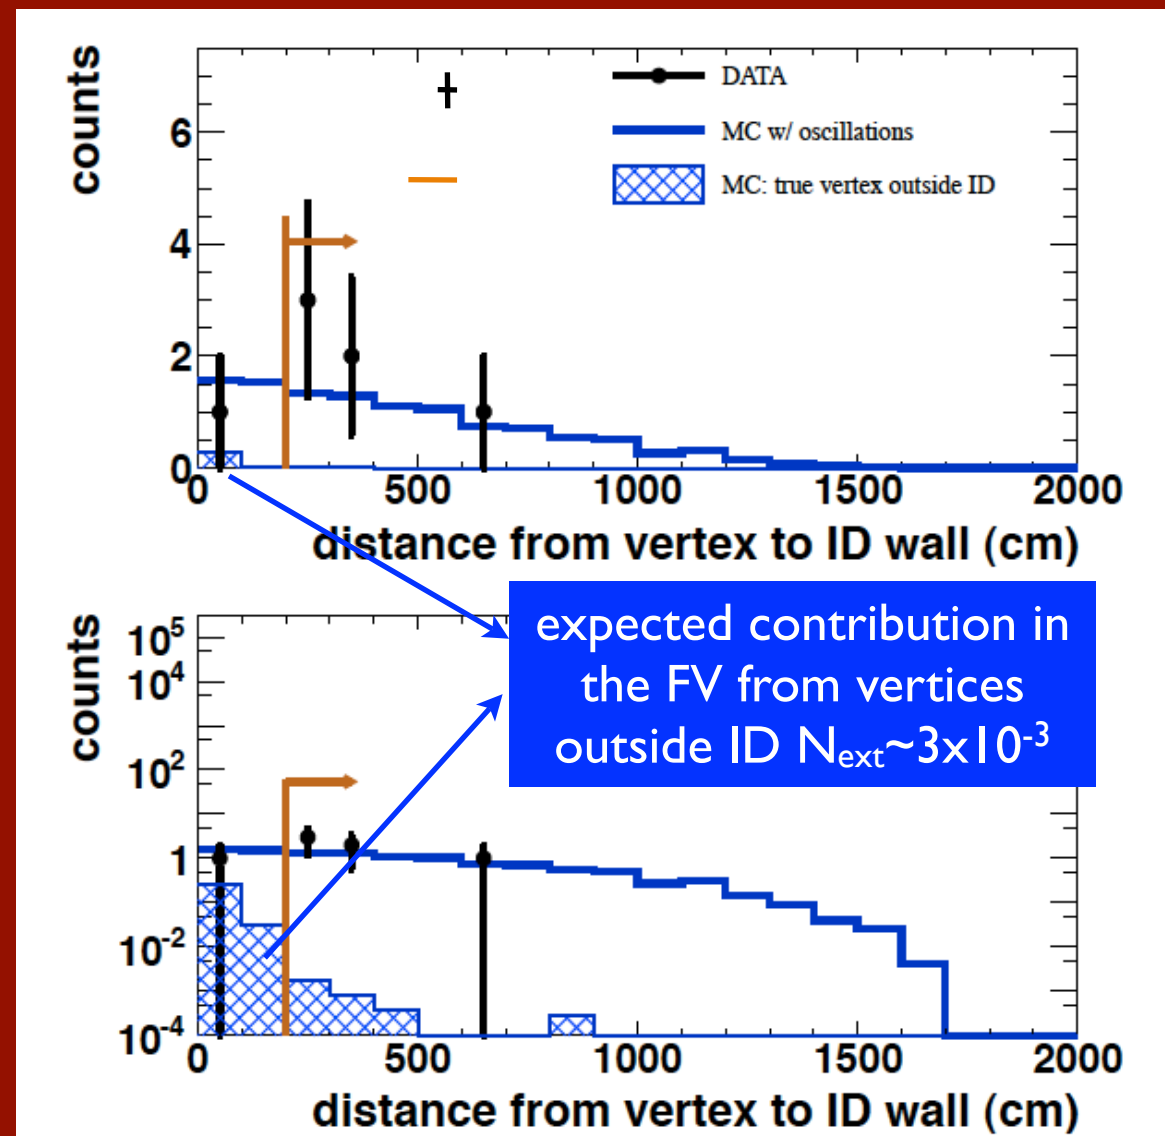 counts
6
4
2
0
DATA
MC w/ oscillations
MC: true vertex outside ID
0 500 1000 1500 2000
distance from vertex to ID wall (cm)
expected contribution in
the FV from vertices
outside ID Next~3x10-3
counts
10⁵
10⁴
10²
1
10⁻²
10⁻⁴
0 500 1000 1500 2000
distance from vertex to ID wall (cm)